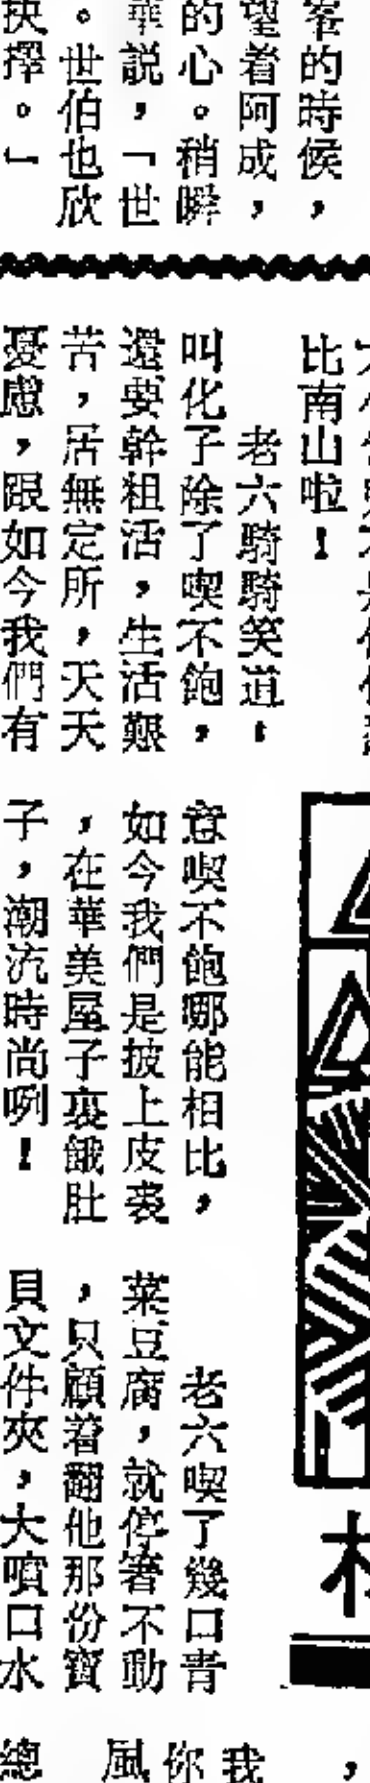 峯的時候，
望着阿成，
的心。稍瞬
華説，「世
。世伯也欣
抉擇。」
比南山啦！
老六騎騎笑道：
叫化子除了喫不飽，
還要幹粗活，生活艱
苦，居無定所，天天
憂慮，跟如今我們有
意喫不飽哪能相比，
如今我們是披上皮裘
，在華美屋子裏餓肚
子，潮流時尚咧！
老六喫了幾口青
菜豆腐，就停箸不動
，只顧着翻他那份寶
貝文件夾，大噴口水
，
我
你
風
總